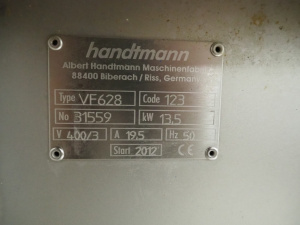 handtmann
Albert Handtmann Maschinenfabrik
88400 Biberach / Riss, Germany
Type VF628 Code 123
No 31559 kW 13.5
V 400/3 A 19.5 Hz 50
Start 2012 CE